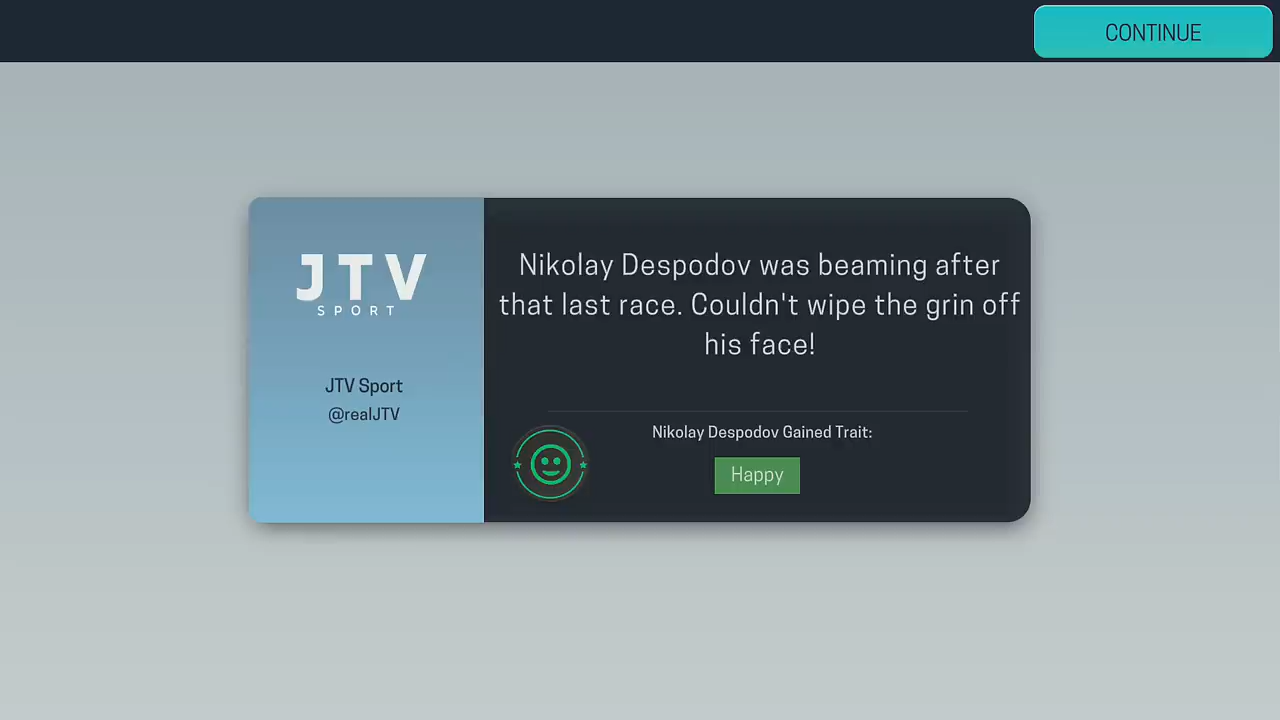 CONTINUE
JTV
SPORT
JTV Sport
@realJTV
Nikolay Despodov was beaming after
that last race. Couldn't wipe the grin off
his face!
Nikolay Despodov Gained Trait:
Happy